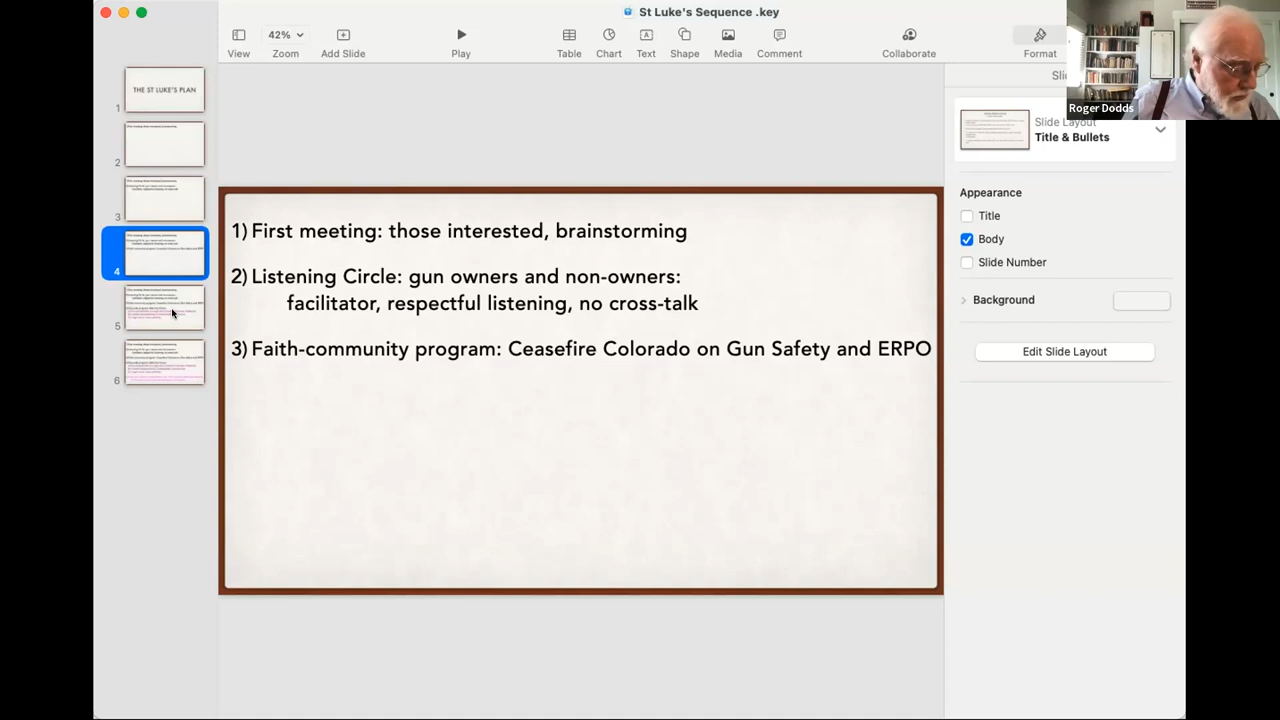 St Luke's Sequence .key
42%
View
Zoom
Add Slide
Play
Table
Chart
Text
Shape
Media
Comment
Collaborate
Format
Roger Dodds
1
THE ST LUKE'S PLAN
2
3
4
5
6
1) First meeting: those interested, brainstorming
2) Listening Circle: gun owners and non-owners:
facilitator, respectful listening, no cross-talk
3) Faith-community program: Ceasefire Colorado on Gun Safety and ERPO
Slide Layout
Title & Bullets
Appearance
Title
Body
Slide Number
Background
Edit Slide Layout